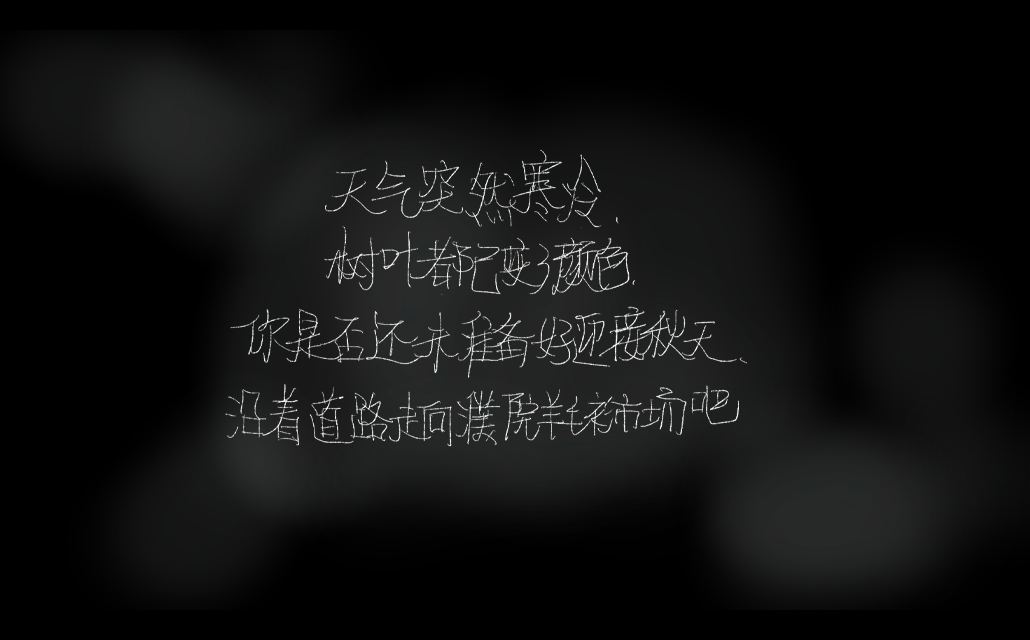 天气突然寒冷.
树叶都已变了颜色.
你是否还未准备好迎接秋天、
沿着道路走向濮院羊毛衫市场吧